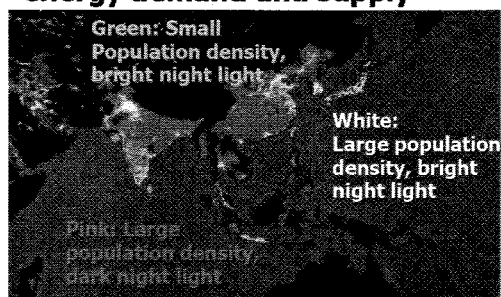 energy demand and supply
Green: Small
Population density,
bright night light
White:
Large population
density, bright
night light
Pink: Large
population density,
dark night light